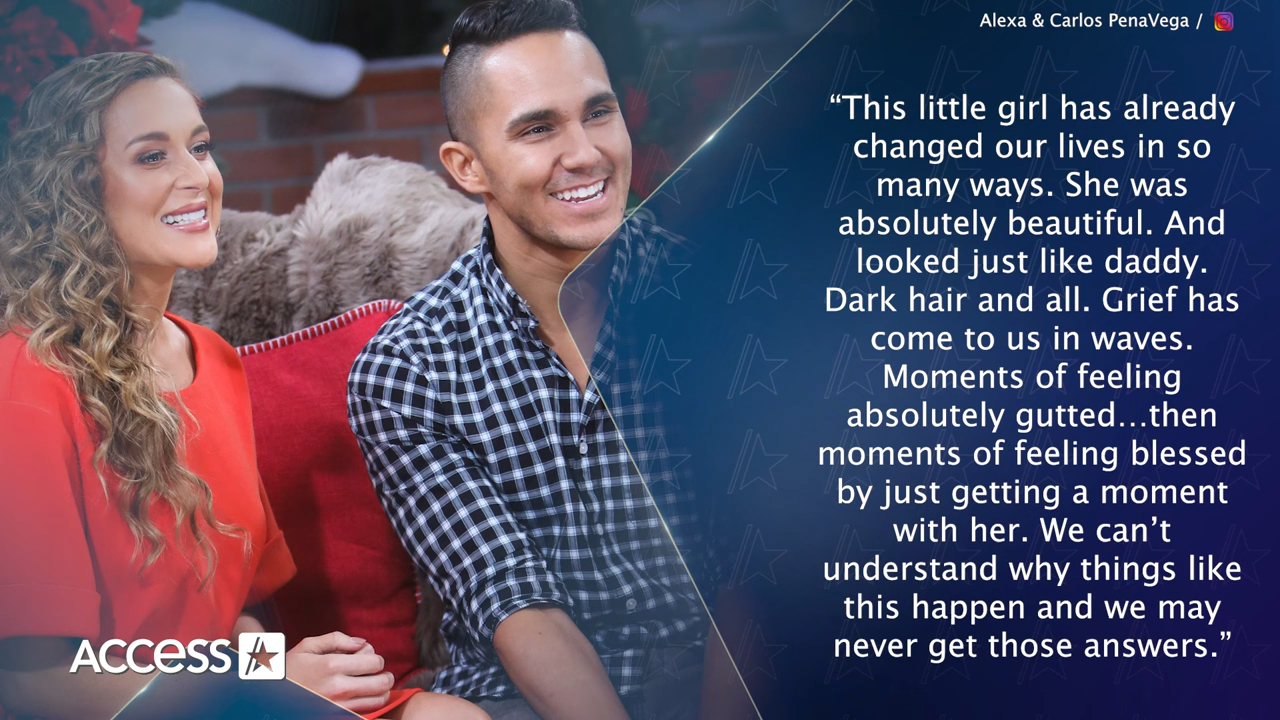 Alexa & Carlos PenaVega /
“This little girl has already
changed our lives in so
many ways. She was
absolutely beautiful. And
looked just like daddy.
Dark hair and all. Grief has
come to us in waves.
Moments of feeling
absolutely gutted...then
moments of feeling blessed
by just getting a moment
with her. We can’t
understand why things like
this happen and we may
never get those answers.”
ACCESS